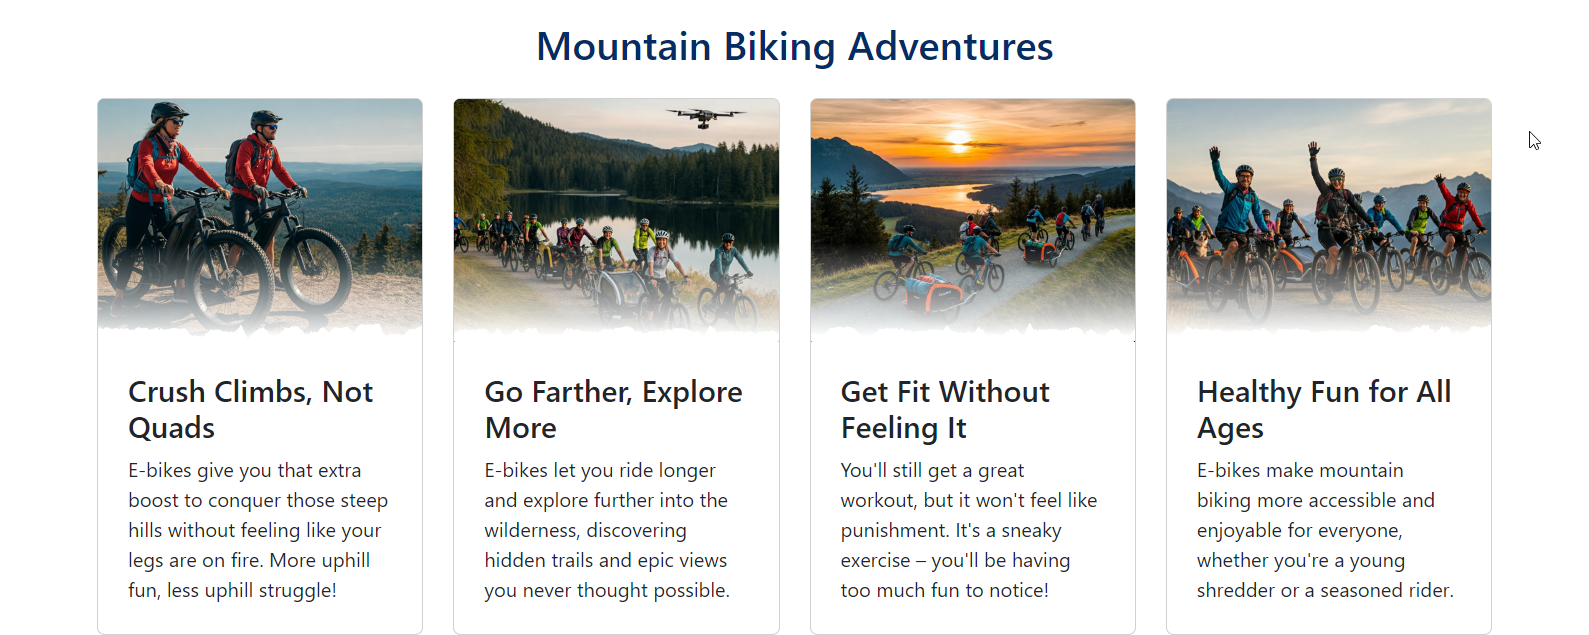 Mountain Biking Adventures
Crush Climbs, Not
Quads
E-bikes give you that extra
boost to conquer those steep
hills without feeling like your
legs are on fire. More uphill
fun, less uphill struggle!
Go Farther, Explore
More
E-bikes let you ride longer
and explore further into the
wilderness, discovering
hidden trails and epic views
you never thought possible.
Get Fit Without
Feeling It
You'll still get a great
workout, but it won't feel like
punishment. It's a sneaky
exercise – you'll be having
too much fun to notice!
Healthy Fun for All
Ages
E-bikes make mountain
biking more accessible and
enjoyable for everyone,
whether you're a young
shredder or a seasoned rider.